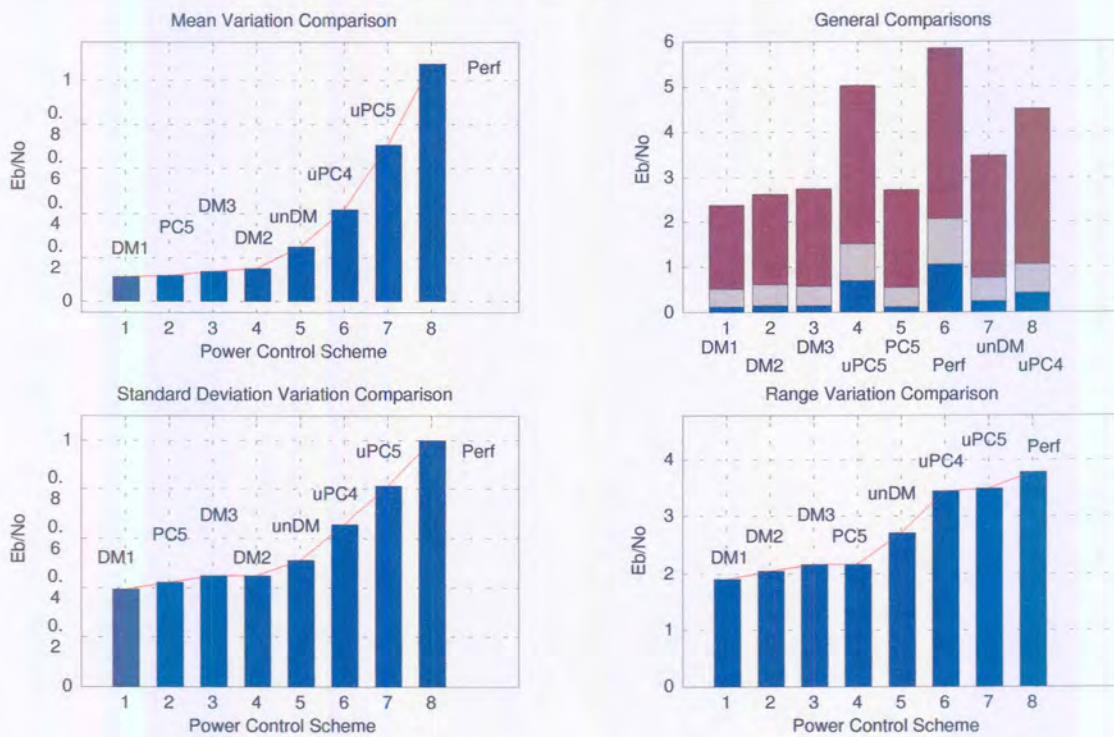 Mean Variation Comparison
Eb/No
1
0.
8
0.
6
0.
4
0.
2
0
DM1
PC5
DM3
DM2
unDM
uPC4
uPC5
Perf
1 2 3 4 5 6 7 8
Power Control Scheme
General Comparisons
Eb/No
6
5
4
3
2
1
0
1 2 3 4 5 6 7 8
DM1 DM2 DM3 uPC5 PC5 Perf unDM uPC4
Standard Deviation Variation Comparison
Eb/No
1
0.
8
0.
6
0.
4
0.
2
0
DM1
PC5
DM3
DM2
unDM
uPC4
uPC5
Perf
1 2 3 4 5 6 7 8
Power Control Scheme
Range Variation Comparison
Eb/No
4
3
2
1
0
DM1
DM2
DM3
PC5
unDM
uPC4
uPC5
Perf
1 2 3 4 5 6 7 8
Power Control Scheme